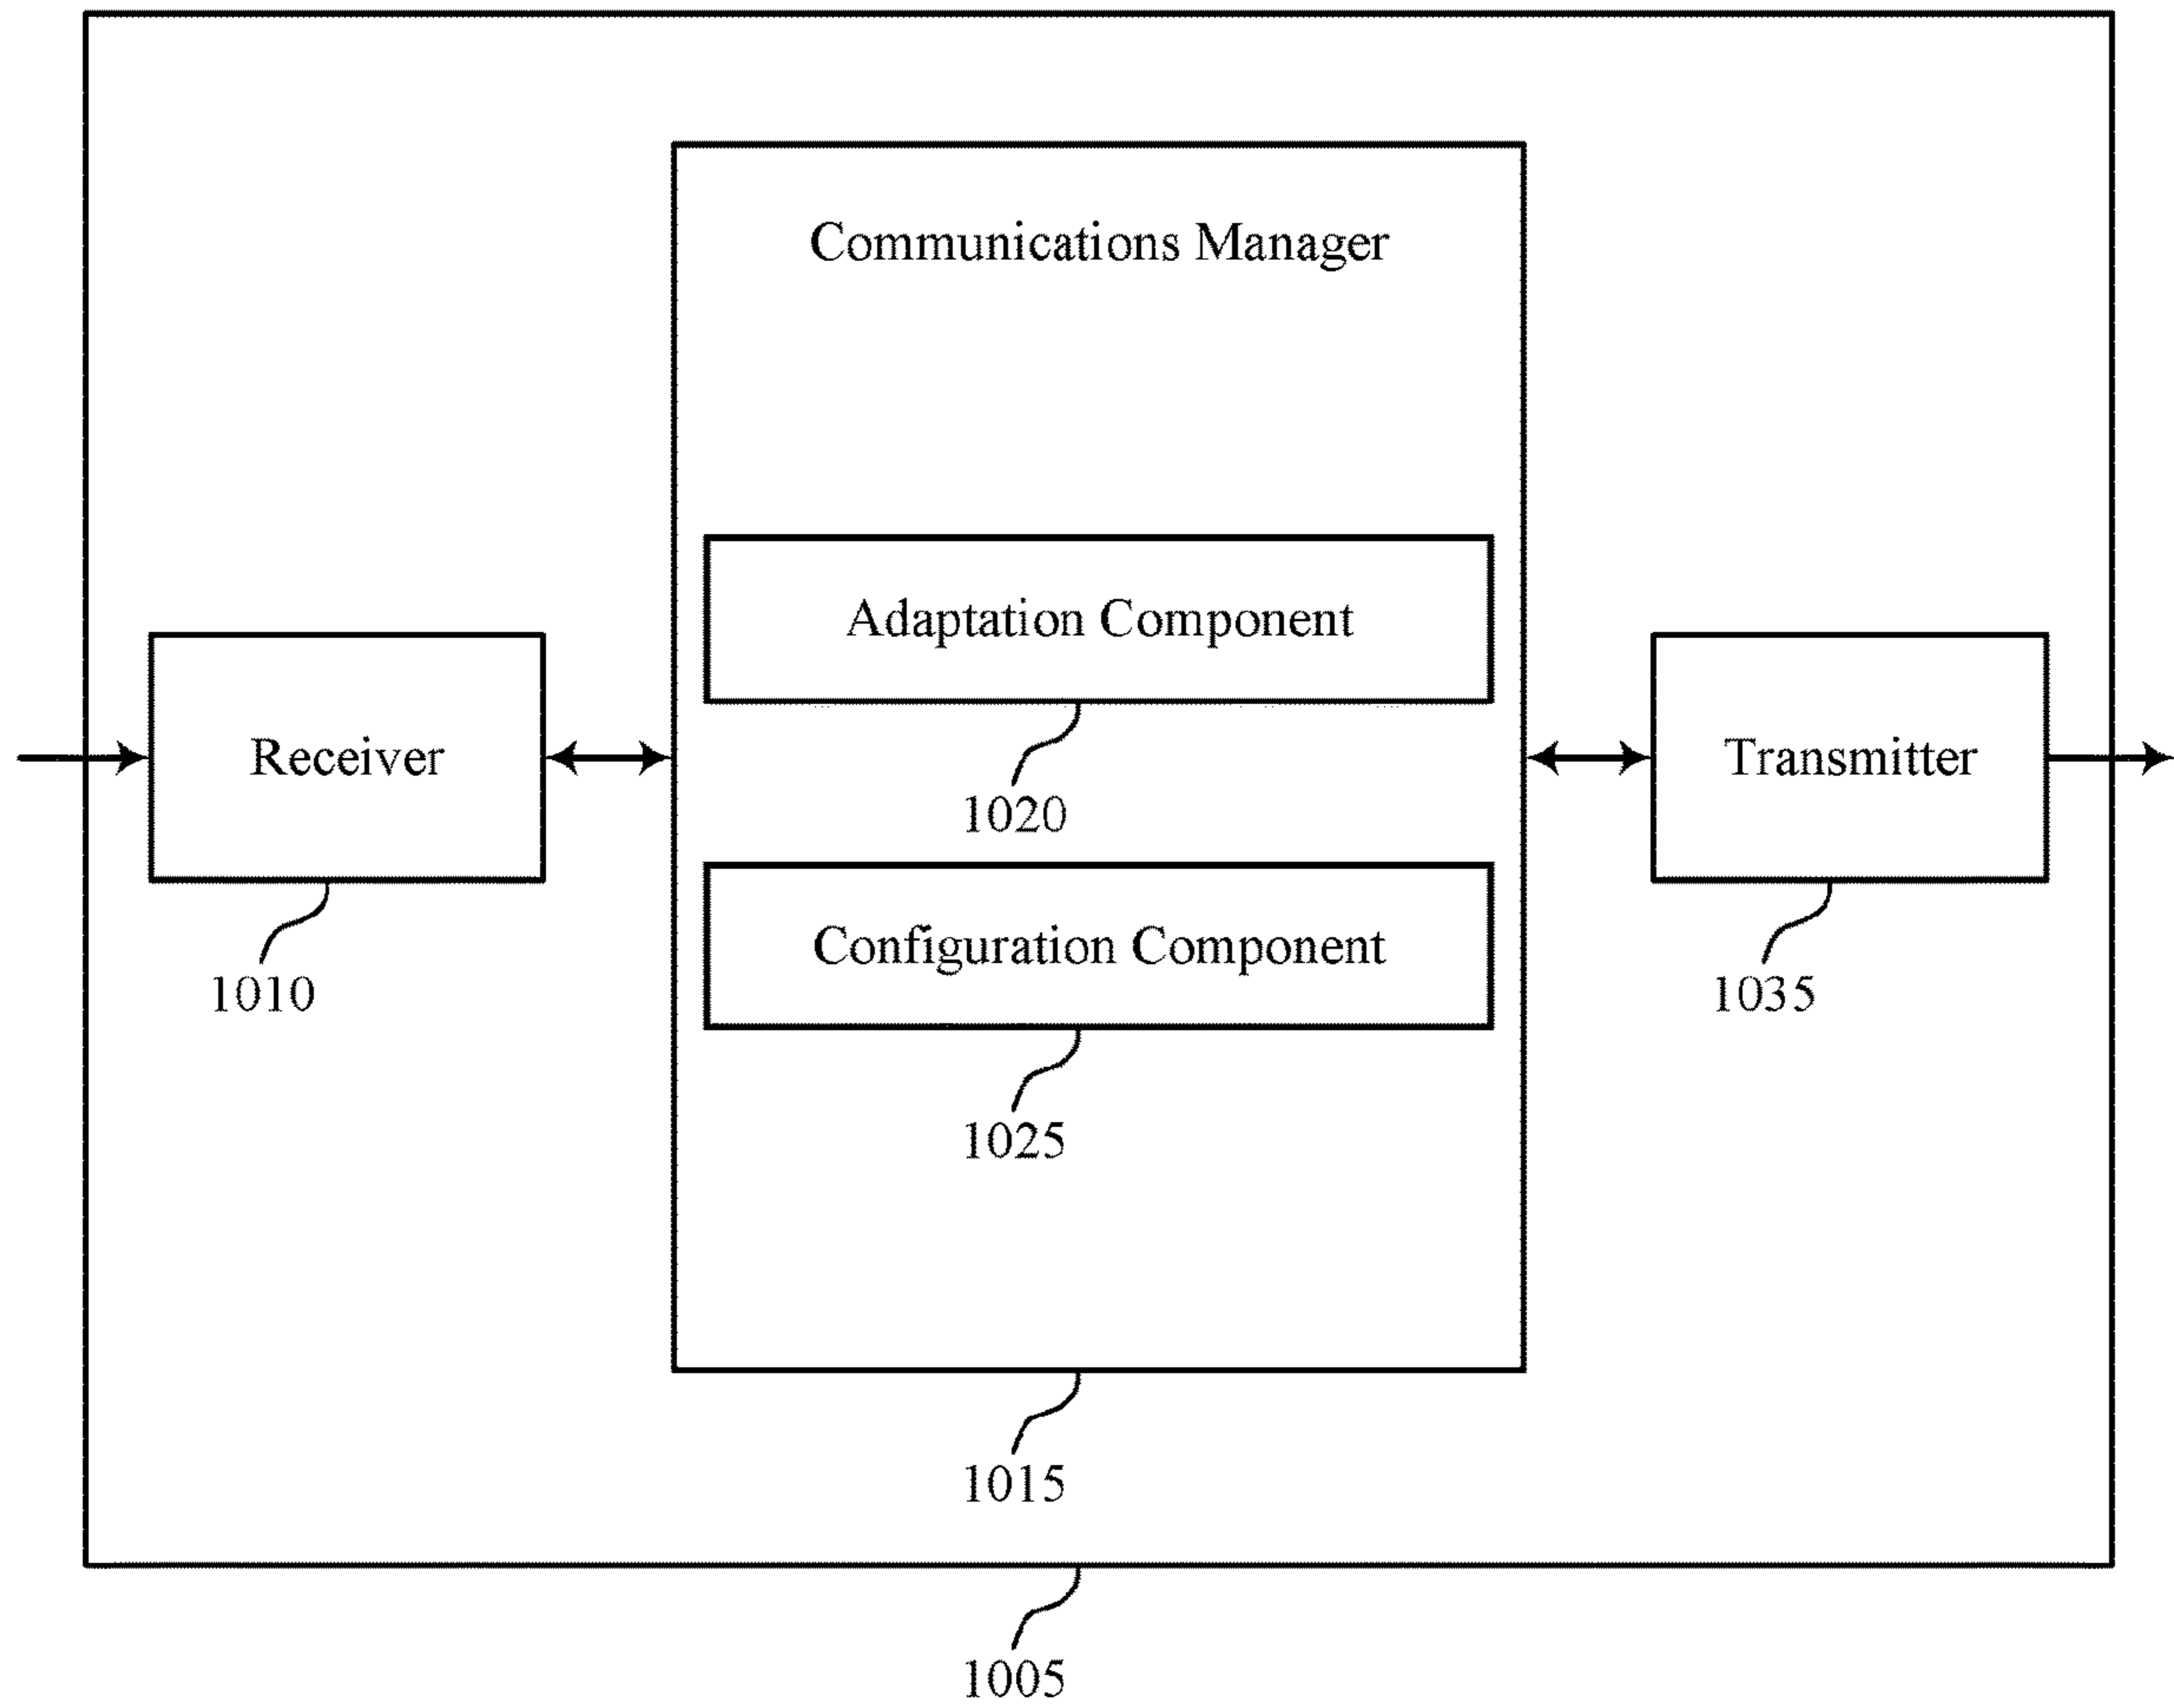 Communications Manager
Adaptation Component
1020
Receiver
1010
Transmitter
1035
Configuration Component
1025
1015
1005